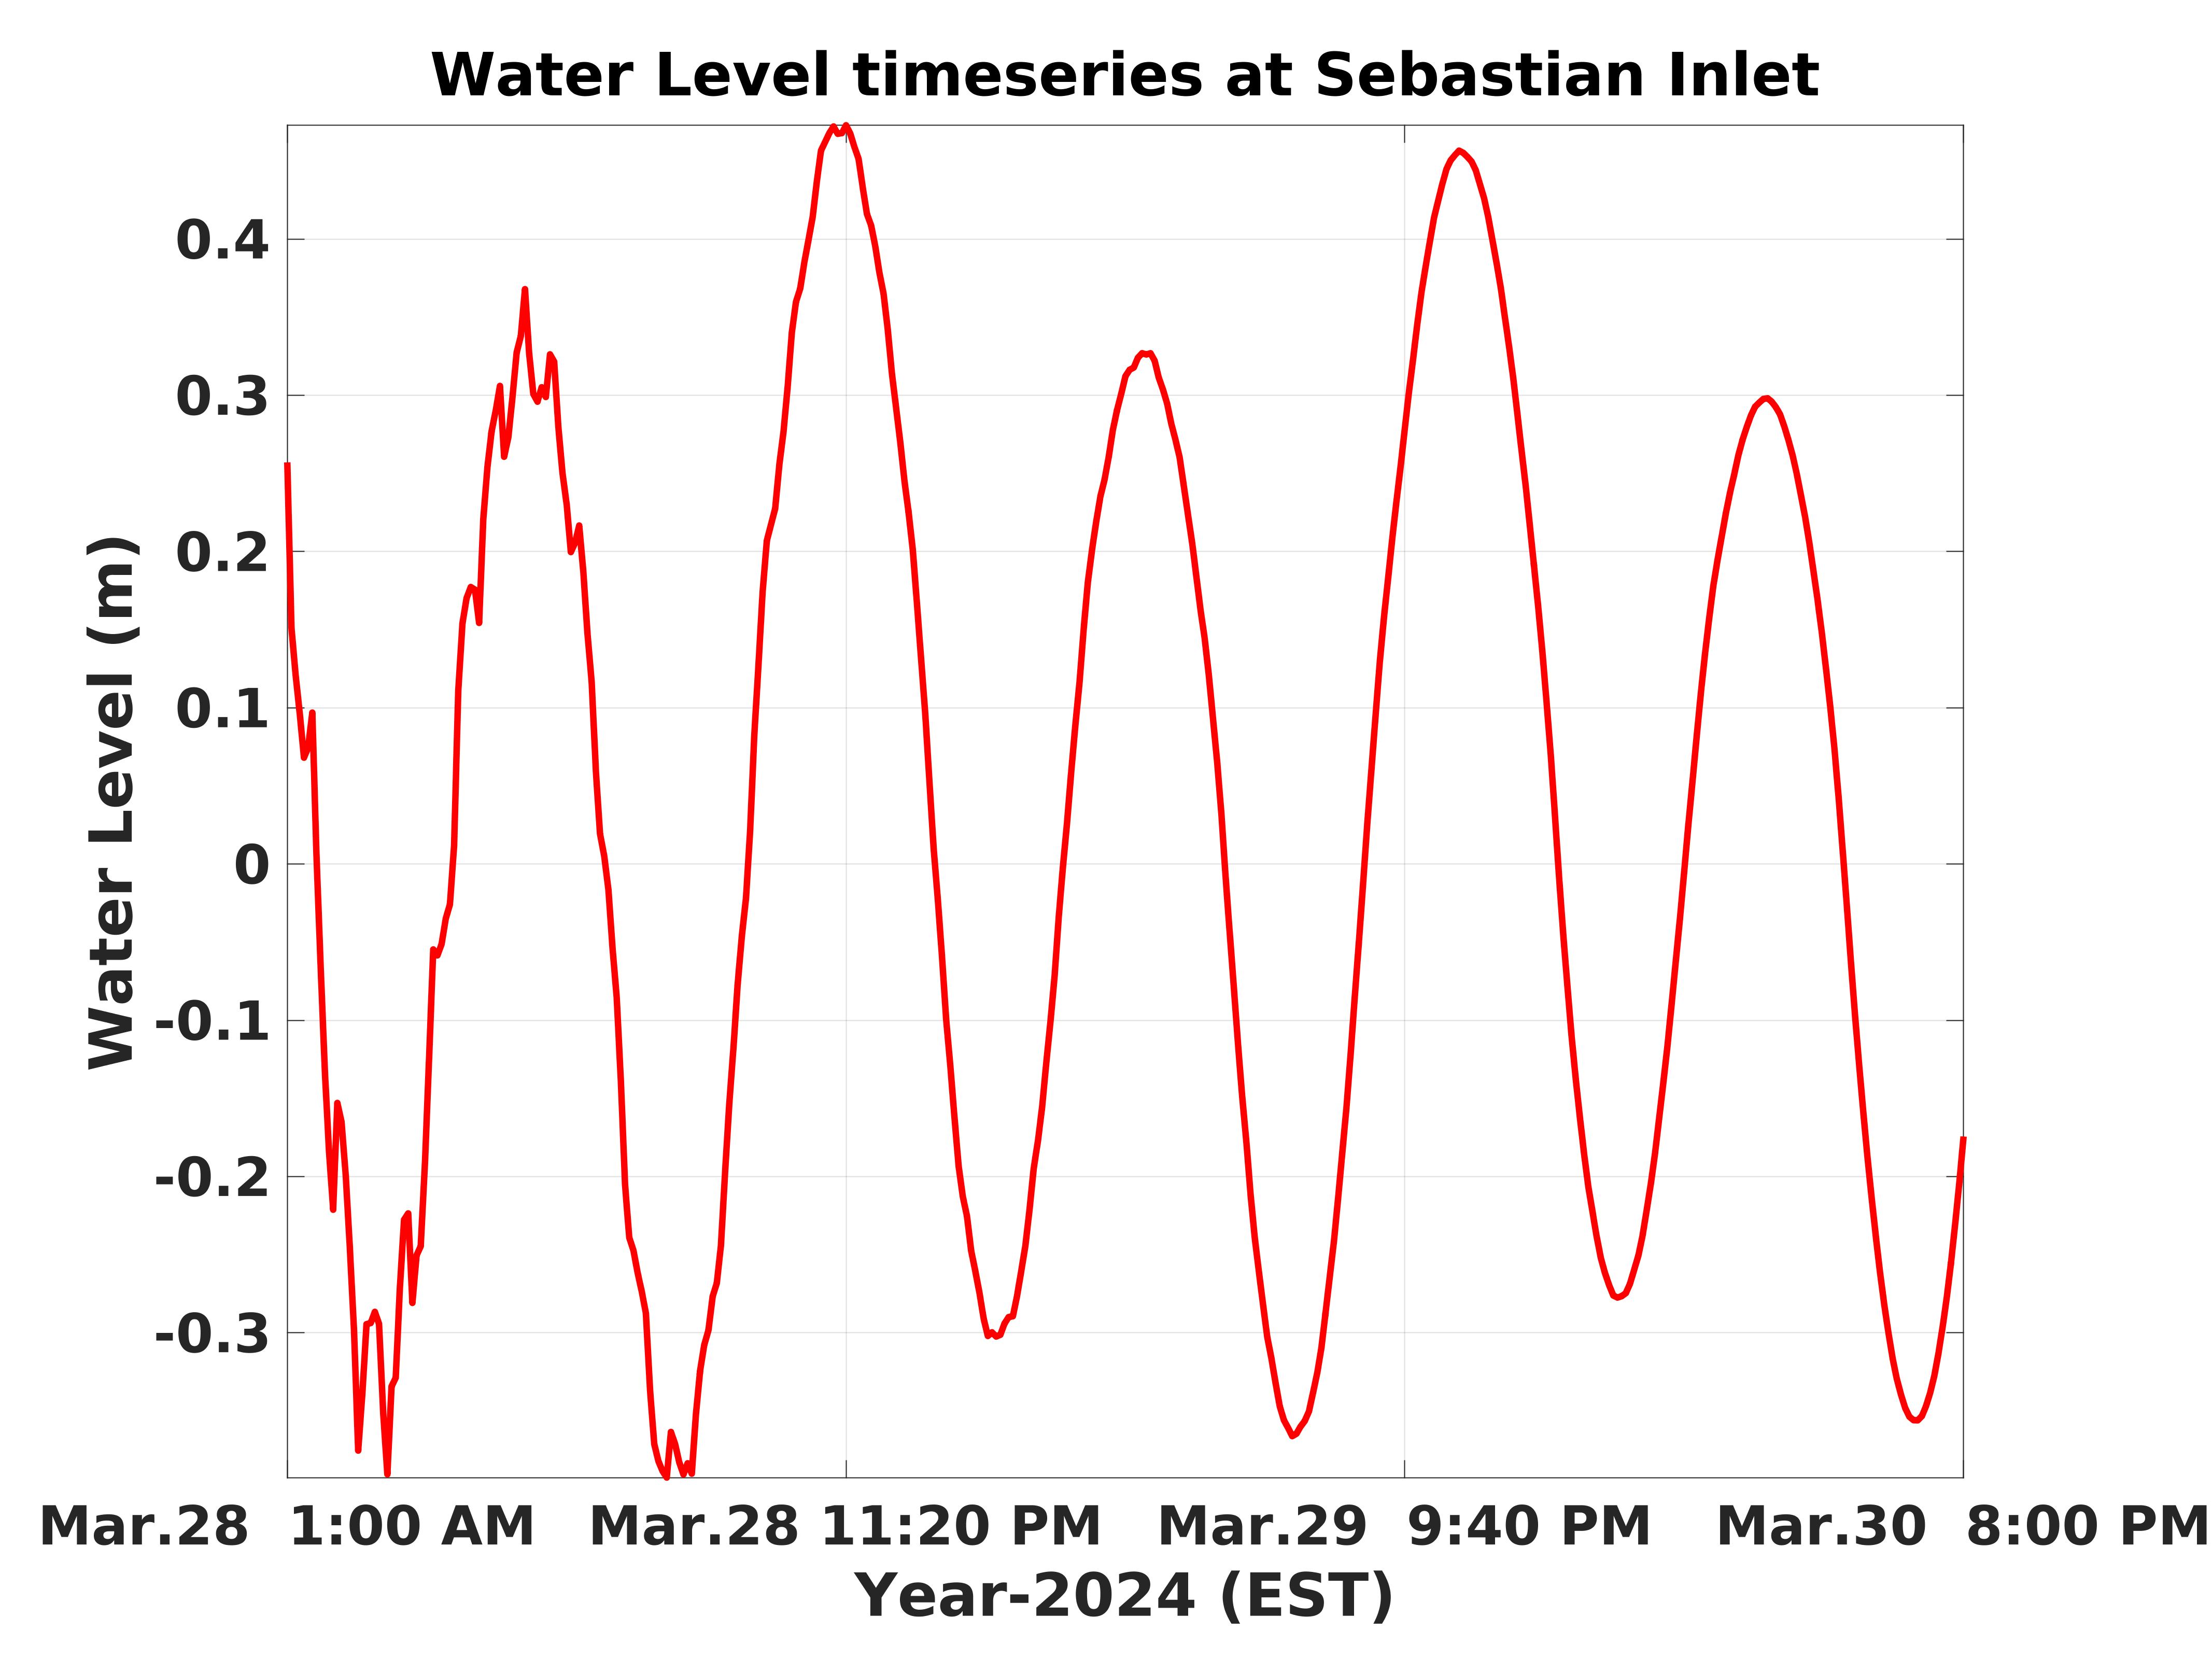 Water Level timeseries at Sebastian Inlet
Water Level (m)
0.4
0.3
0.2
0.1
0
-0.1
-0.2
-0.3
Mar.28 1:00 AM Mar.28 11:20 PM Mar.29 9:40 PM Mar.30 8:00 PM
Year-2024 (EST)